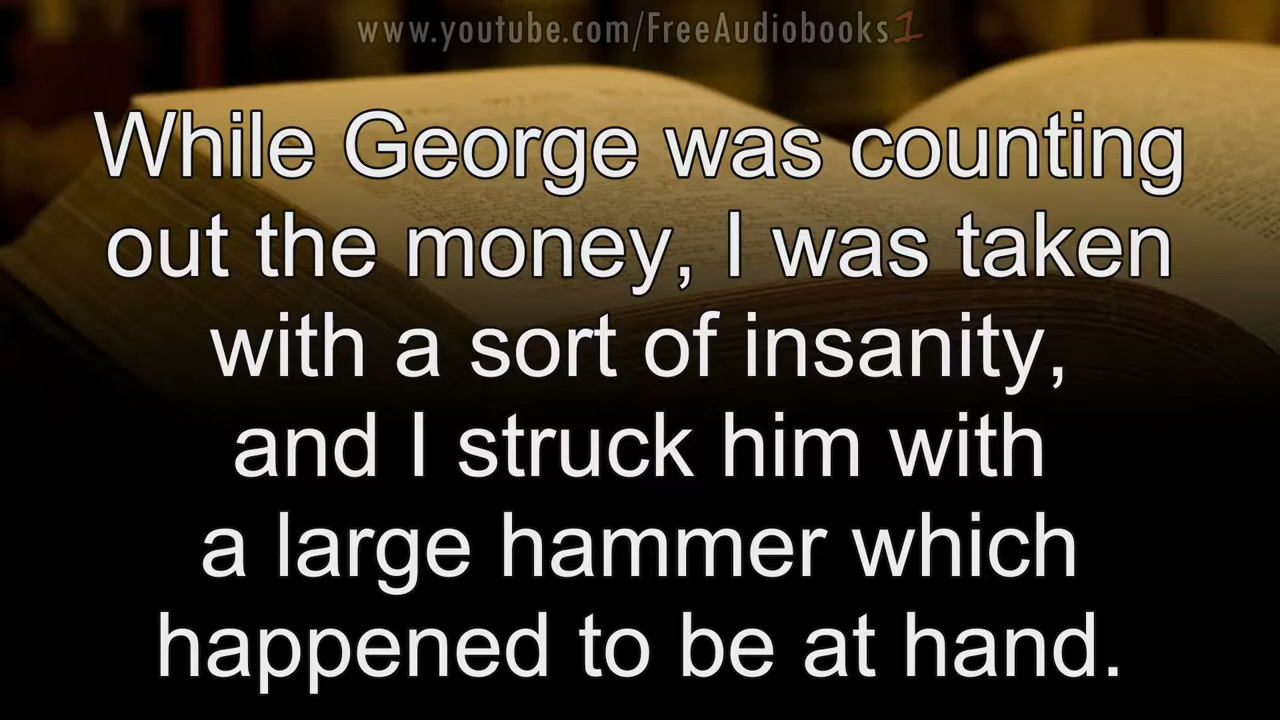 www.youtube.com/FreeAudiobooks1
While George was counting
out the money, I was taken
with a sort of insanity,
and I struck him with
a large hammer which
happened to be at hand.